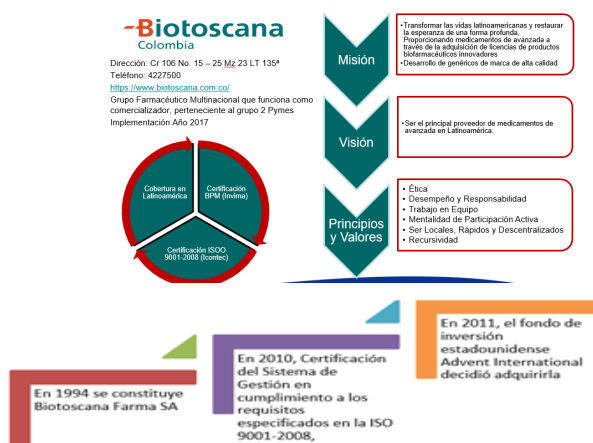 Biotoscana
Colombia
Dirección: Cr 106 No. 15 – 25 Mz 23 LT 135ª
Teléfono: 4227500
https://www.biotoscana.com.co/
Grupo Farmacéutico Multinacional que funciona como
comercializador, perteneciente al grupo 2 Pymes
Implementación Año 2017
Cobertura en
Latinoamérica
Certificación
BPM (Invima)
Certificación ISOO
9001-2008 (Icontec)
Misión
•Transformar las vidas latinoamericanas y restaurar
la esperanza de una forma profunda,
Proporcionando medicamentos de avanzada a
través de la adquisición de licencias de productos
biofarmacéuticos innovadores
•Desarrollo de genéricos de marca de alta calidad
Visión
•Ser el principal proveedor de medicamentos de
avanzada en Latinoamérica.
Principios
y Valores
• Ética
• Desempeño y Responsabilidad
• Trabajo en Equipo
• Mentalidad de Participación Activa
• Ser Locales, Rápidos y Descentralizados
• Recursividad
En 1994 se constituye
Biotoscana Farma SA
En 2010, Certificación
del Sistema de
Gestión en
cumplimiento a los
requisitos
especificados en la ISO
9001-2008,
En 2011, el fondo de
inversión
estadounidense
Advent International
decidió adquirirla